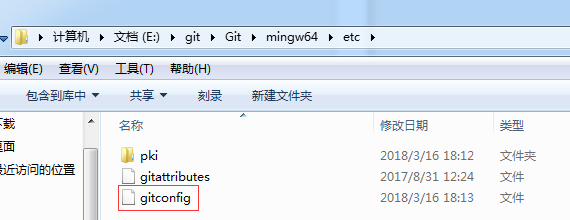 计算机 文档 (E:) git Git mingw64 etc
编辑(E) 查看(V) 工具(T) 帮助(H)
包含到库中 共享 刻录 新建文件夹
名称 修改日期 类型
pki 2018/3/16 18:12 文件夹
gitattributes 2017/8/31 12:24 文件
gitconfig 2018/3/16 18:13 文件
下载
桌面
最近访问的位置